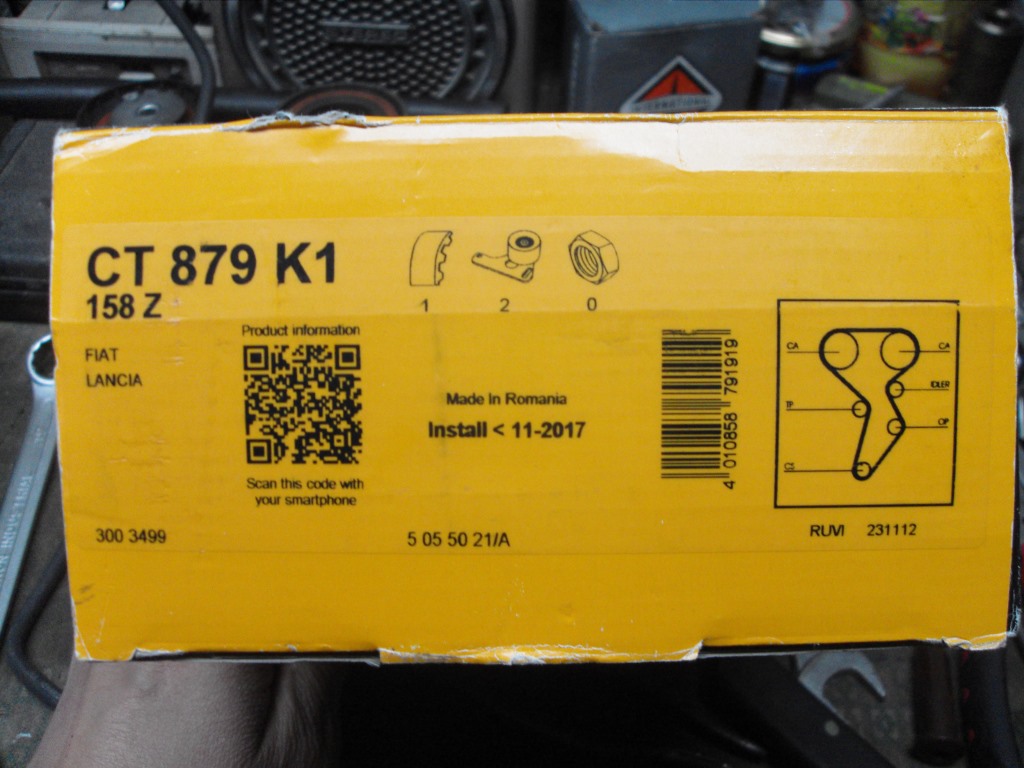 CT 879 K1
158 Z
1 2 0
FIAT
LANCIA
Product information
Scan this code with
your smartphone
Made In Romania
Install < 11-2017
4 010858 791919
CA CA
IDLER
TP
OP
CS
300 3499
5 05 50 21/A
RUVI 231112